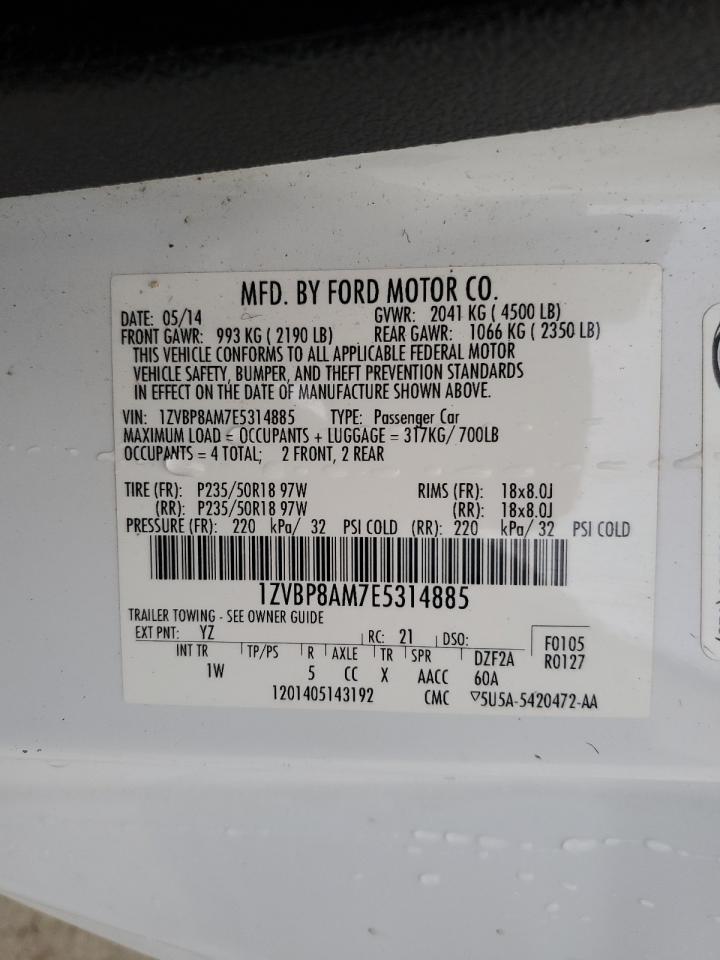 MFD. BY FORD MOTOR CO.
DATE: 05/14 GVWR: 2041 KG ( 4500 LB)
FRONT GAWR: 993 KG ( 2190 LB) REAR GAWR: 1066 KG ( 2350 LB)
THIS VEHICLE CONFORMS TO ALL APPLICABLE FEDERAL MOTOR
VEHICLE SAFETY, BUMPER, AND THEFT PREVENTION STANDARDS
IN EFFECT ON THE DATE OF MANUFACTURE SHOWN ABOVE.
VIN: 1ZVBP8AM7E5314885 TYPE: Passenger Car
MAXIMUM LOAD = OCCUPANTS + LUGGAGE = 317KG/ 700LB
OCCUPANTS = 4 TOTAL; 2 FRONT, 2 REAR
TIRE (FR): P235/50R18 97W RIMS (FR): 18x8.0J
(RR): P235/50R18 97W (RR): 18x8.0J
PRESSURE (FR): 220 kPa/ 32 PSI COLD (RR): 220 kPa/ 32 PSI COLD
1ZVBP8AM7E5314885
TRAILER TOWING - SEE OWNER GUIDE
EXT PNT: YZ RC: 21 DSO: F0105
INT TR TP/PS R AXLE TR SPR DZF2A R0127
1W 5 CC X AACC 60A
1201405143192 CMC ▽5U5A-5420472-AA